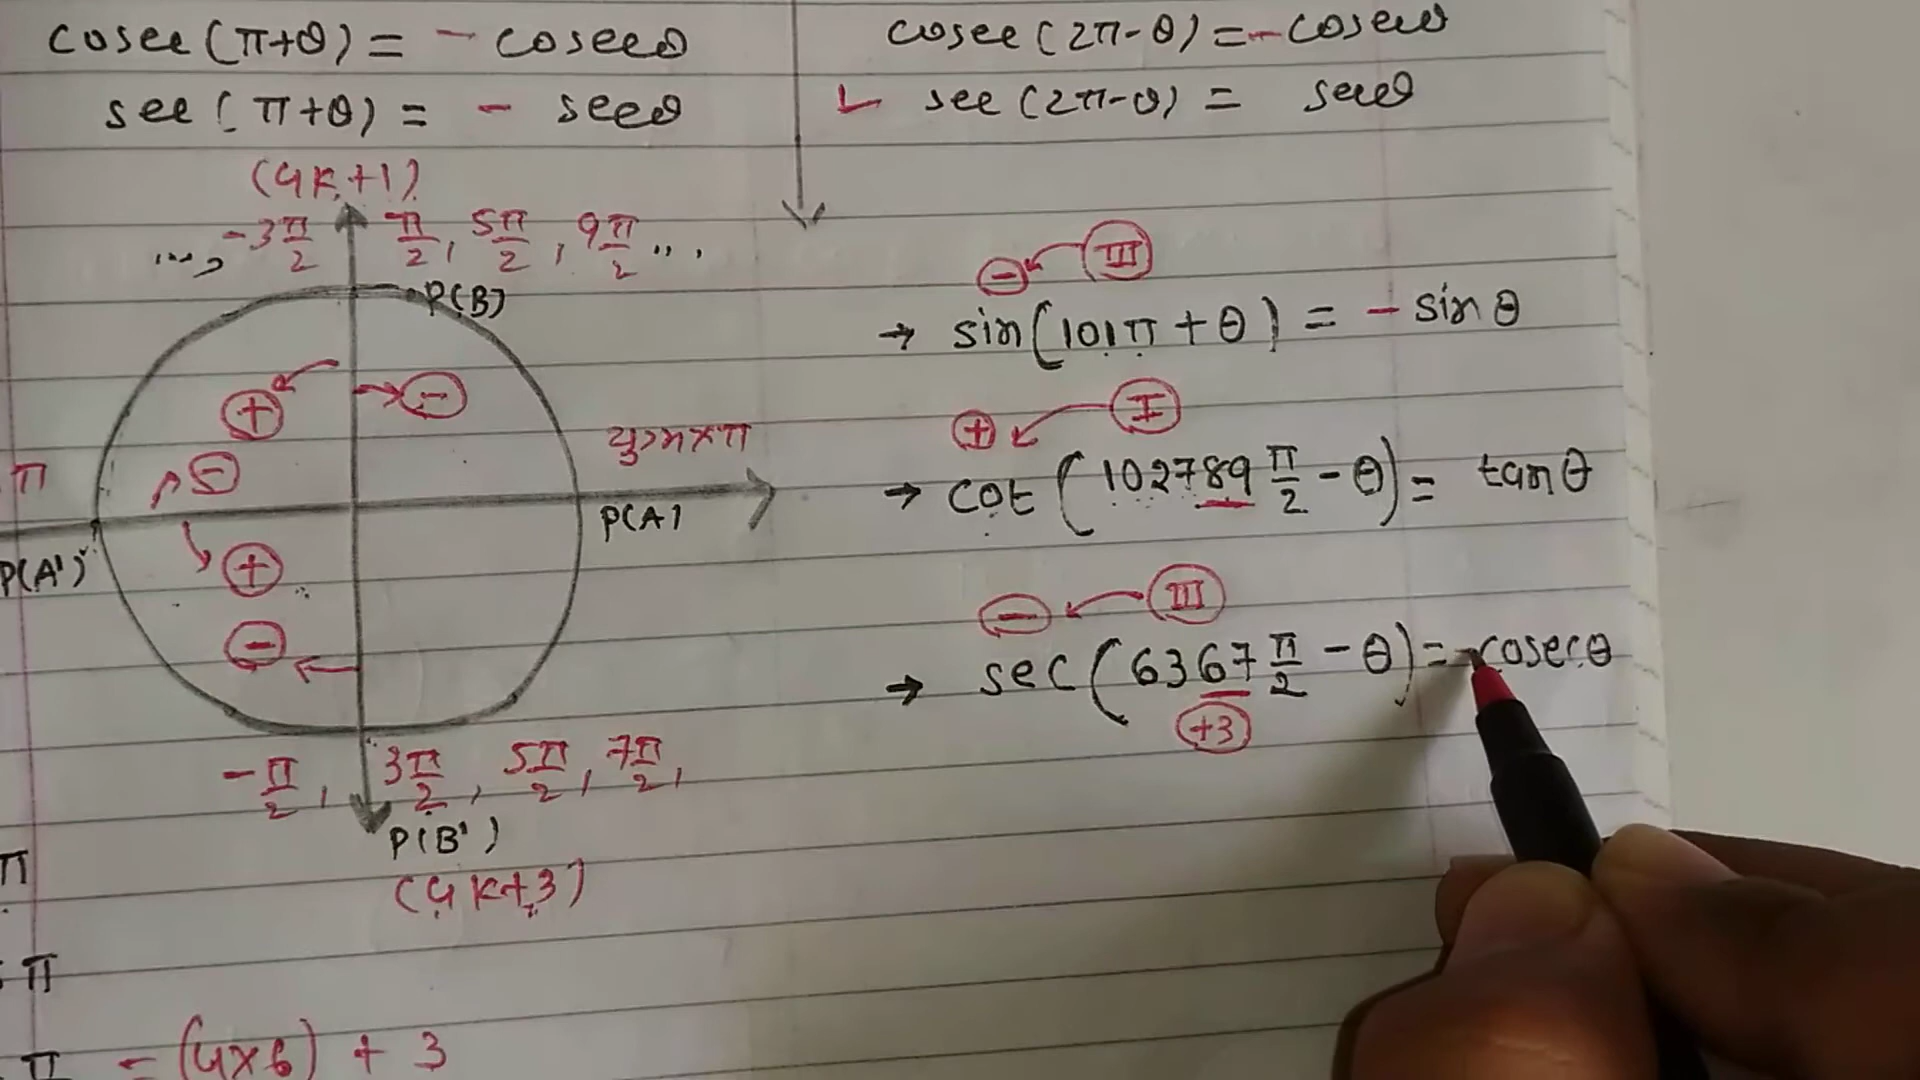 cosec(π+θ) = - cosecθ
sec(π+θ) = - secθ
cosec(2π-θ) = - cosecθ
sec(2π-θ) = secθ
(4K+1)
..., -3π/2 π/2, 5π/2, 9π/2 ...
P(B)
+ -
π -
P(A')
યુગ્મ×π
P(A)
+
-
-π/2, 3π/2, 5π/2, 7π/2,
P(B')
(4K+3)
π
π
π = (4×6) + 3
- III
→ sin(101π + θ) = - sinθ
+ I
→ cot(102789 π/2 - θ) = tanθ
- III
→ sec(6367 π/2 - θ) = -cosecθ
+3